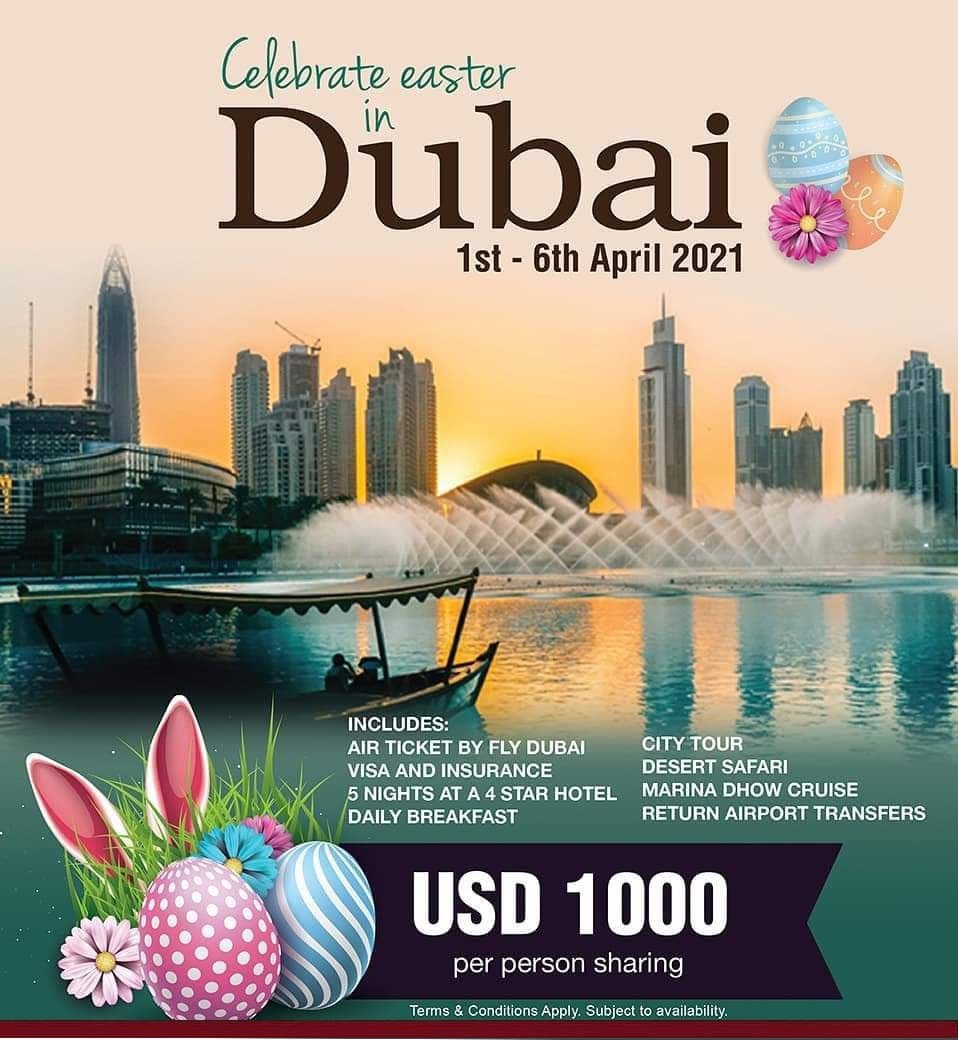 Celebrate easter
in
Dubai
1st - 6th April 2021
INCLUDES:
AIR TICKET BY FLY DUBAI
VISA AND INSURANCE
5 NIGHTS AT A 4 STAR HOTEL
DAILY BREAKFAST
CITY TOUR
DESERT SAFARI
MARINA DHOW CRUISE
RETURN AIRPORT TRANSFERS
USD 1000
per person sharing
Terms & Conditions Apply. Subject to availability.